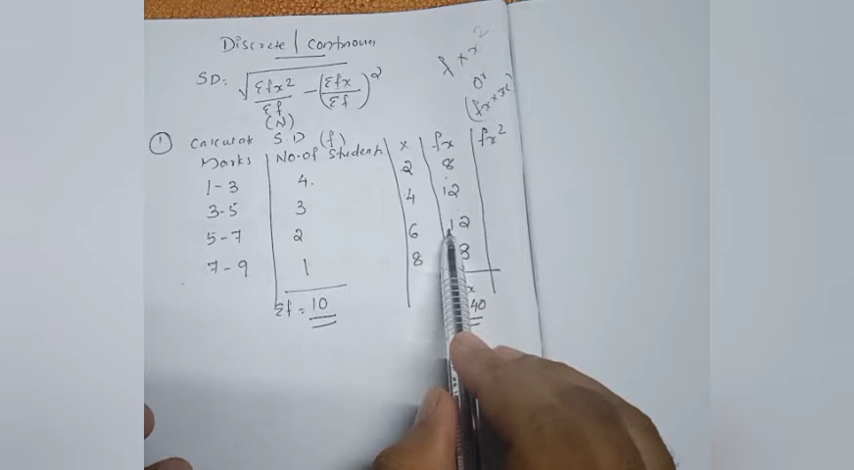 Discrete / Continous
SD = √ Σfx² / Σf − (Σfx / Σf)²
(N)
f × x²
or
(fx × x)
① Calculate S D (f)
Marks No. of Students x fx fx²
1-3 4 2 8
3-5 3 4 12
5-7 2 6 12
7-9 1 8 8
Σf = 10 40